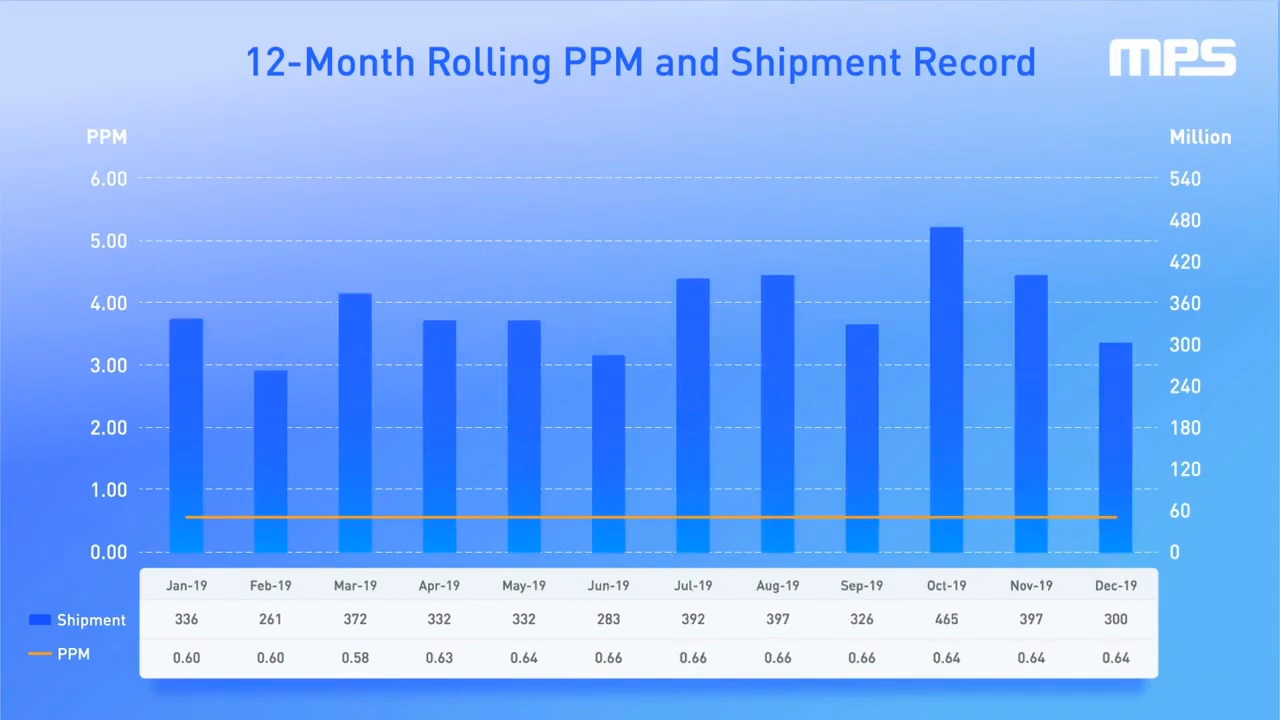 12-Month Rolling PPM and Shipment Record
MPS
PPM
Million
6.00
540
480
5.00
420
4.00
360
300
3.00
240
2.00
180
120
1.00
60
0.00
0
Jan-19 Feb-19 Mar-19 Apr-19 May-19 Jun-19 Jul-19 Aug-19 Sep-19 Oct-19 Nov-19 Dec-19
Shipment 336 261 372 332 332 283 392 397 326 465 397 300
PPM 0.60 0.60 0.58 0.63 0.64 0.66 0.66 0.66 0.66 0.64 0.64 0.64